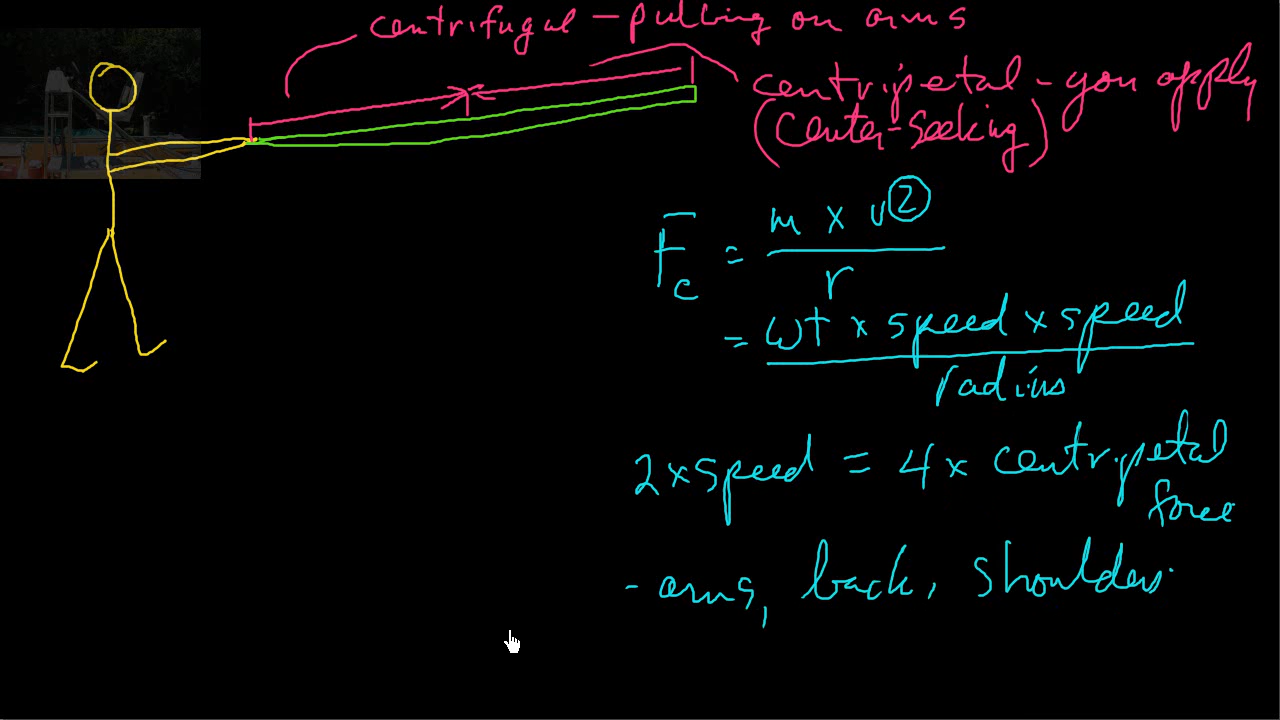 centrifugal - pulling on arms
centripetal - you apply
(Center-Seeking)
Fc = m x v²
r
= wt x speed x speed
radius
2 x speed = 4 x centripetal
force
- arms, back, shoulders